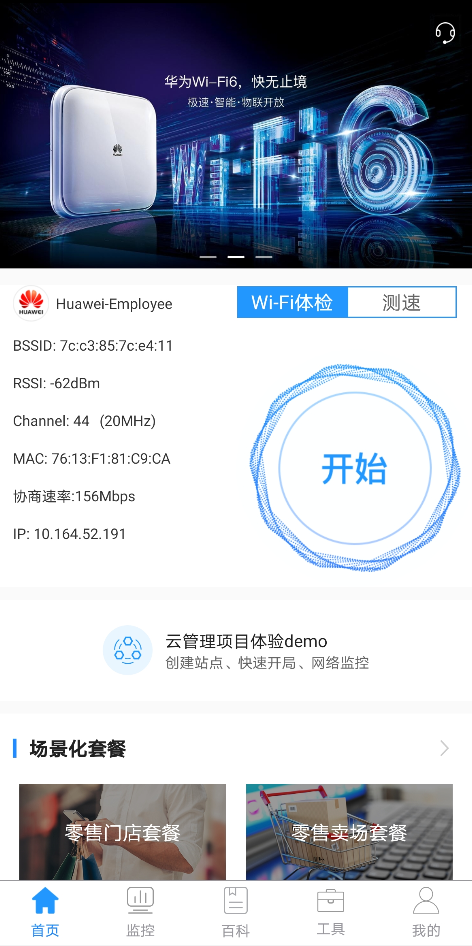 华为Wi-Fi6，快无止境
极速·智能·物联开放
HUAWEI
WiFi6
HUAWEI
Huawei-Employee
Wi-Fi体检
测速
BSSID: 7c:c3:85:7c:e4:11
RSSI: -62dBm
Channel: 44 (20MHz)
MAC: 76:13:F1:81:C9:CA
协商速率:156Mbps
IP: 10.164.52.191
开始
云管理项目体验demo
创建站点、快速开局、网络监控
场景化套餐
零售门店套餐
零售卖场套餐
首页
监控
百科
工具
我的